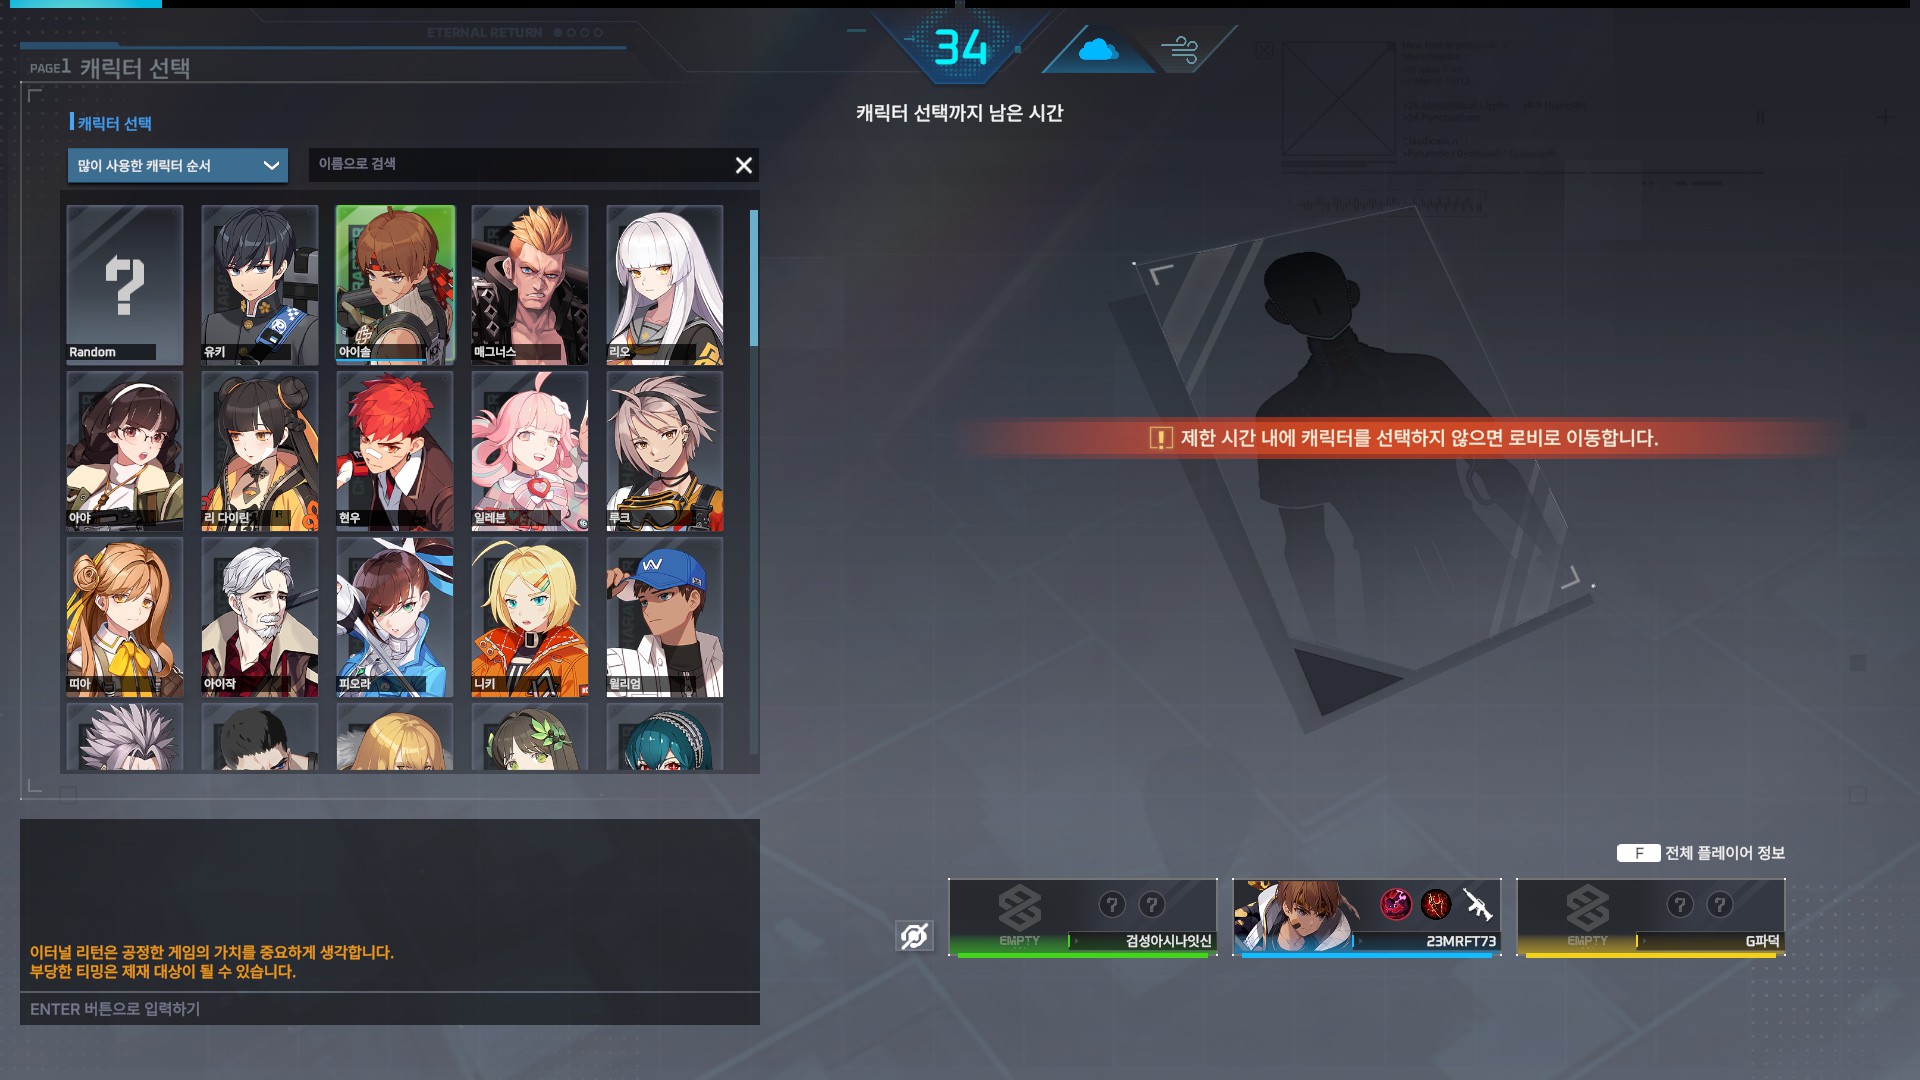 ETERNAL RETURN
PAGE1 캐릭터 선택
34
캐릭터 선택까지 남은 시간
캐릭터 선택
많이 사용한 캐릭터 순서
이름으로 검색
Random
유키
아이솔
매그너스
리오
아야
리 다이린
현우
일레븐
루크
띠아
아이작
피오라
니키
윌리엄
제한 시간 내에 캐릭터를 선택하지 않으면 로비로 이동합니다.
F 전체 플레이어 정보
EMPTY
검성아시나잇신
23MRFT73
EMPTY
G파덕
이터널 리턴은 공정한 게임의 가치를 중요하게 생각합니다.
부당한 티밍은 제재 대상이 될 수 있습니다.
ENTER 버튼으로 입력하기